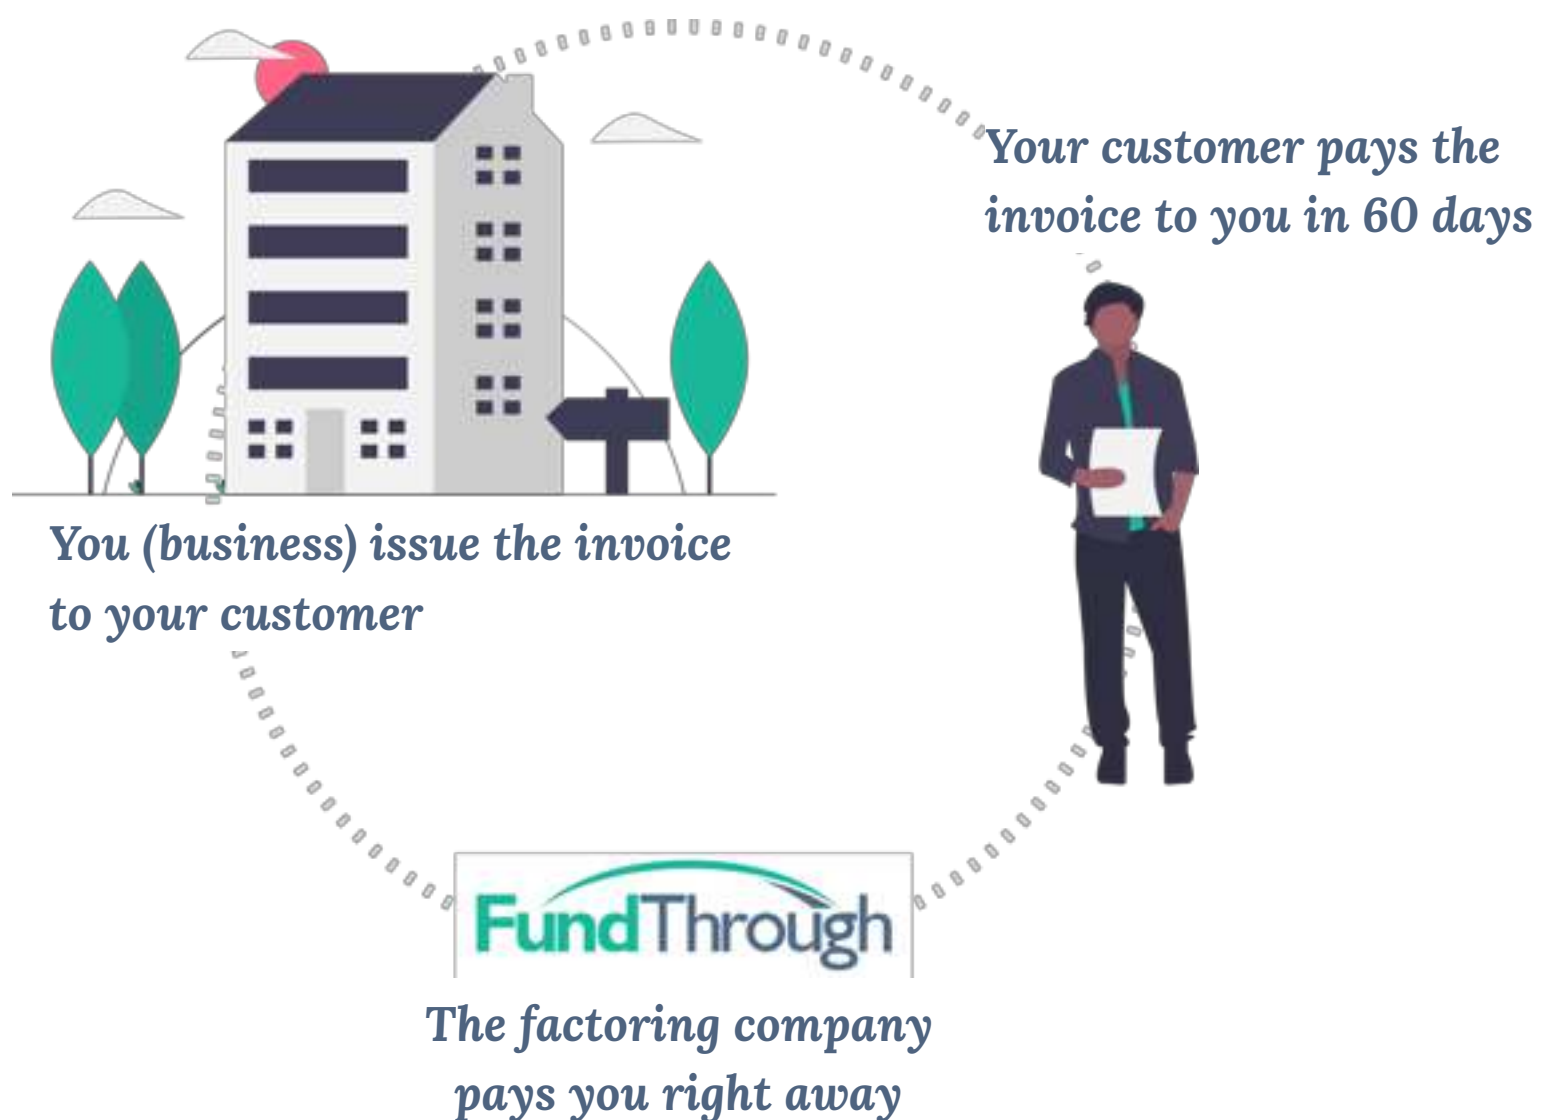 Your customer pays the
invoice to you in 60 days
You (business) issue the invoice
to your customer
FundThrough
The factoring company
pays you right away